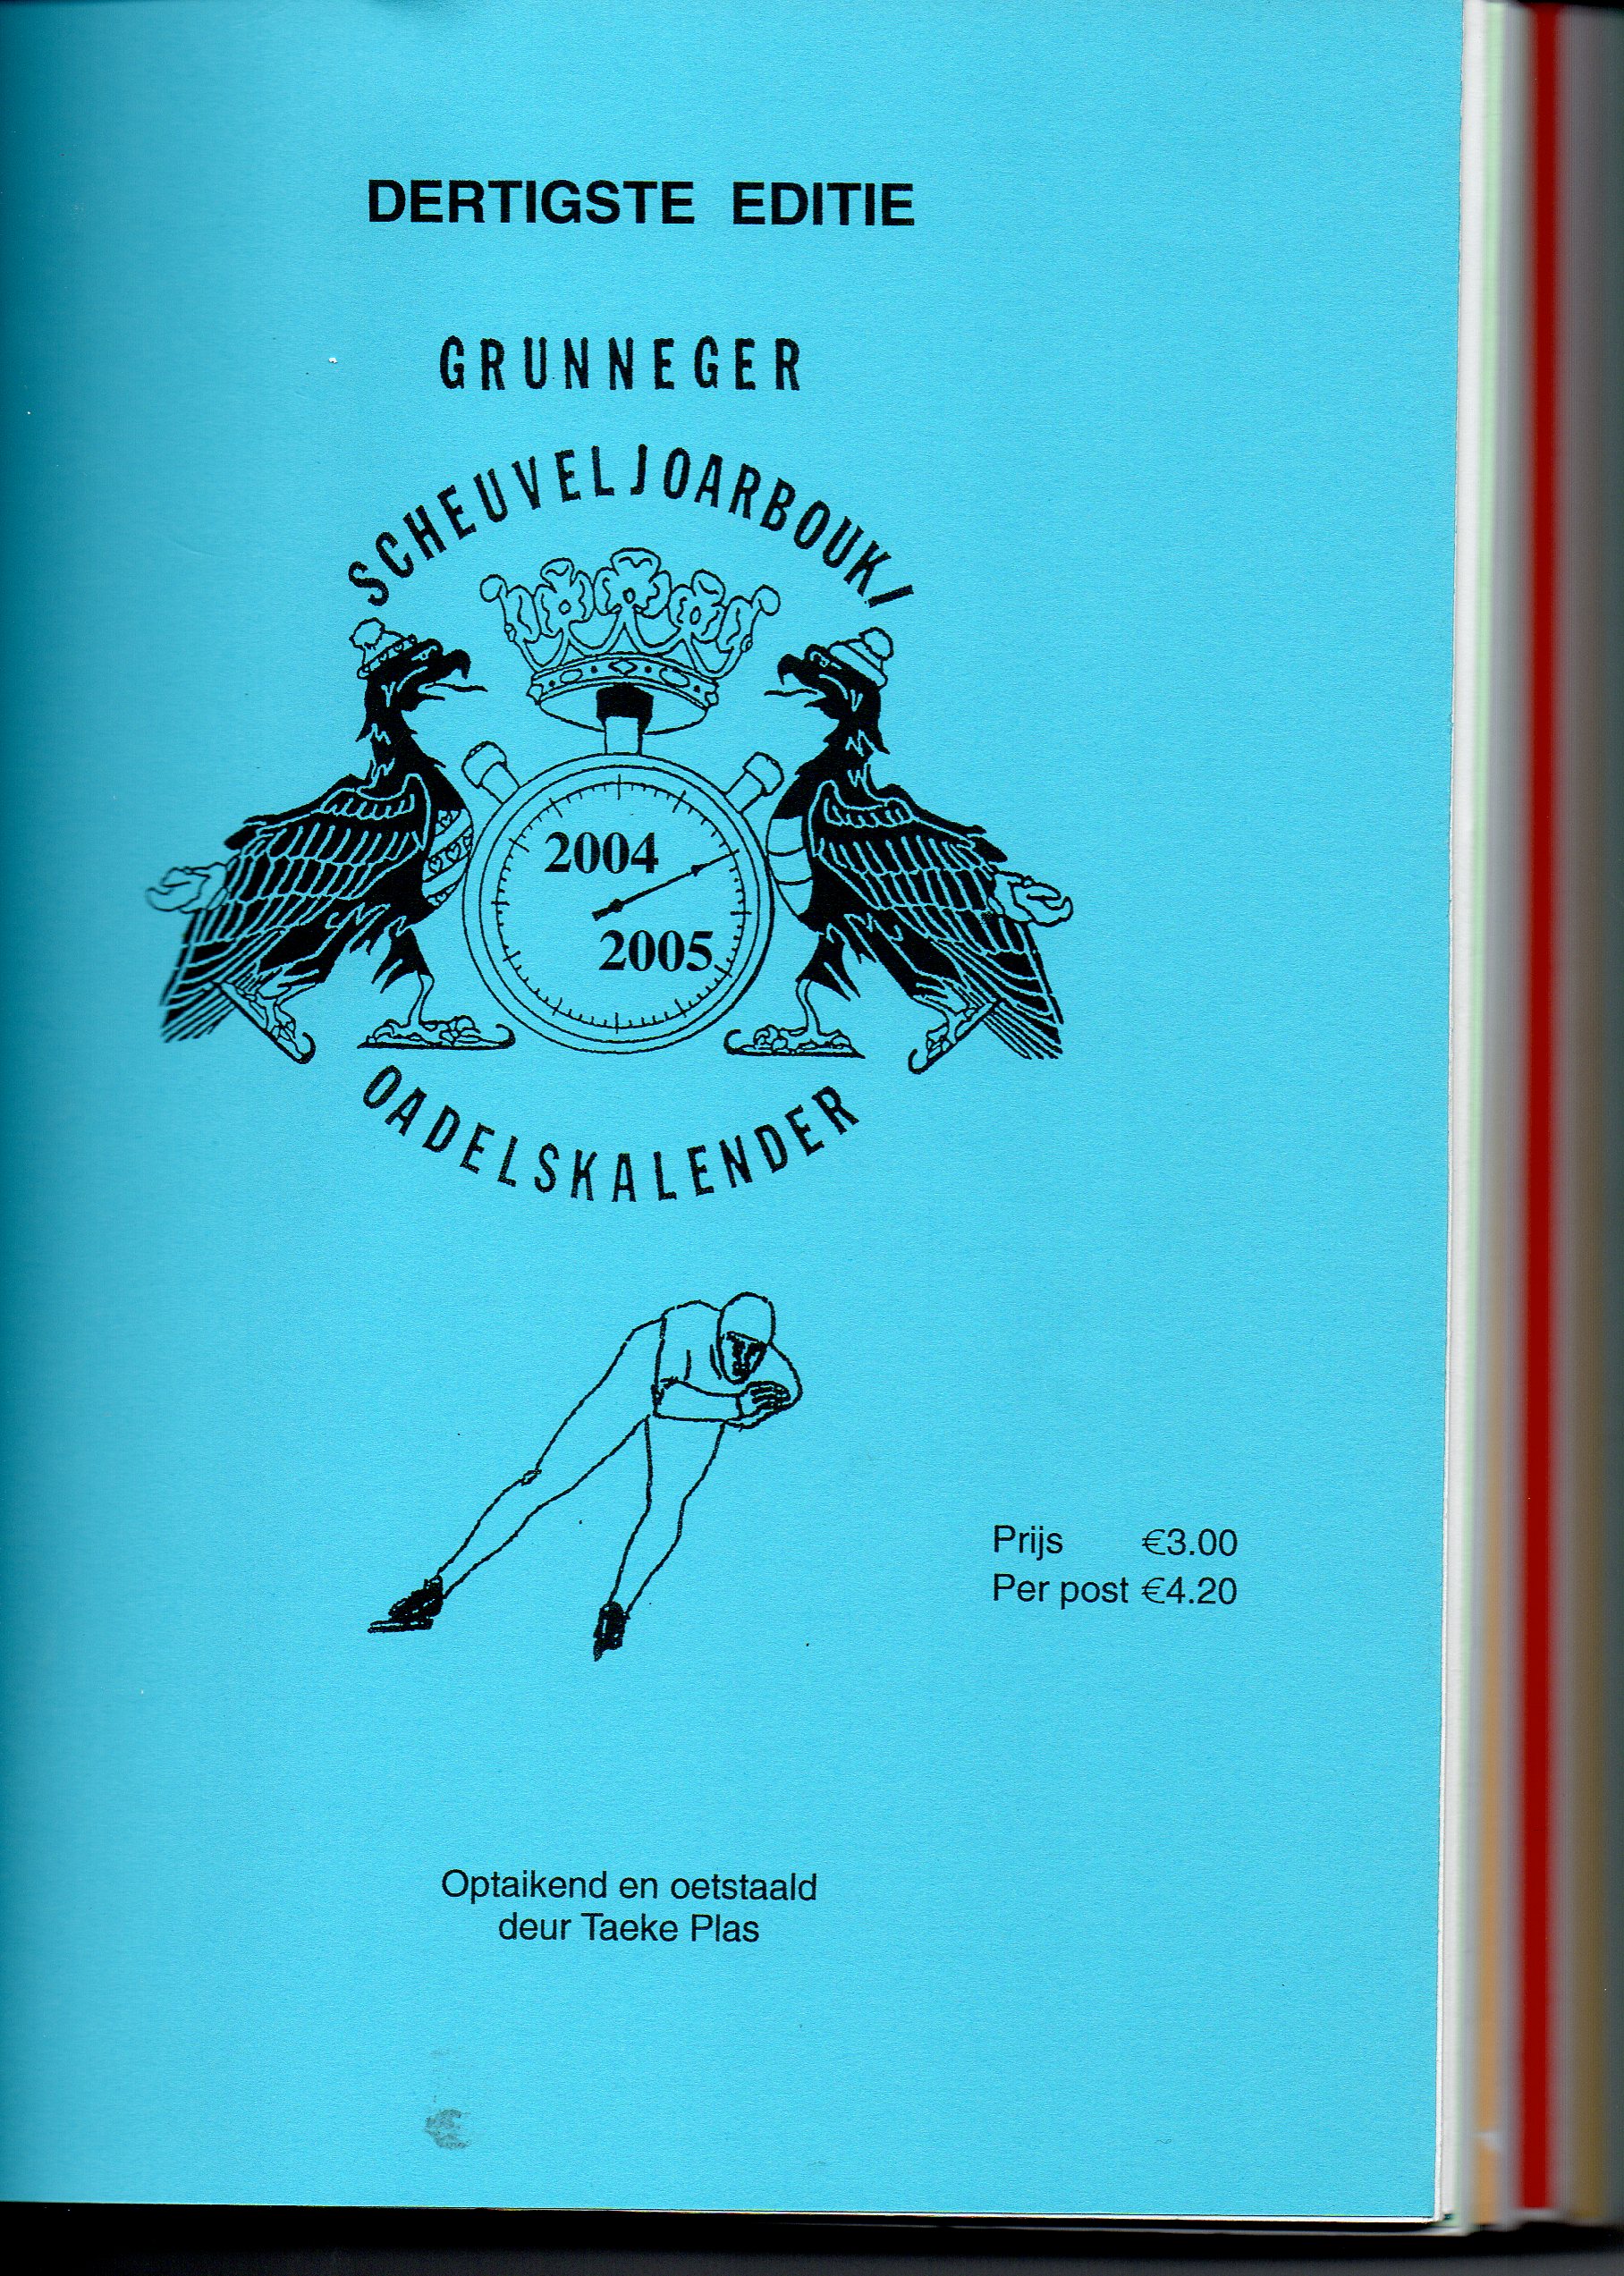 DERTIGSTE EDITIE
GRUNNEGER
SCHEUVELJOARBOUK/
2004
2005
OADELSKALENDER
Prijs €3.00
Per post €4.20
Optaikend en oetstaald
deur Taeke Plas